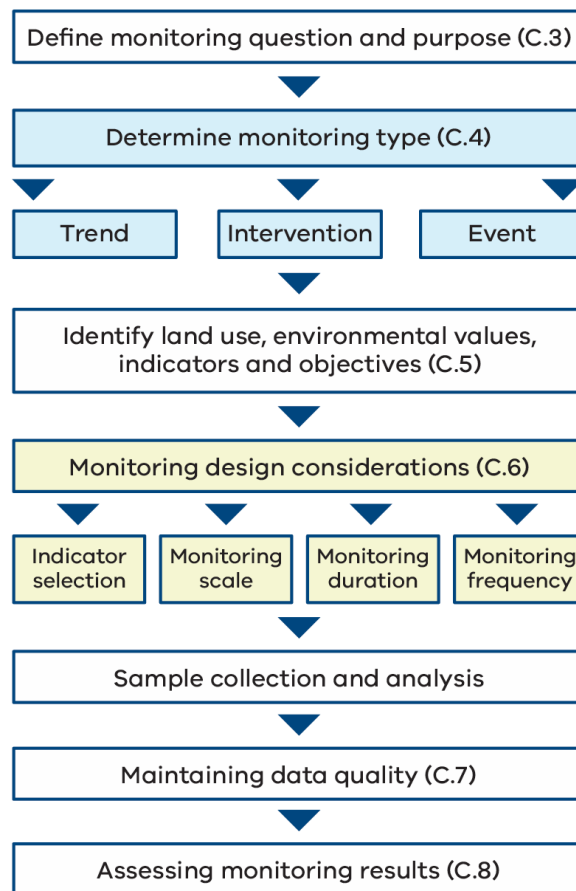 Define monitoring question and purpose (C.3)
Determine monitoring type (C.4)
Trend
Intervention
Event
Identify land use, environmental values,
indicators and objectives (C.5)
Monitoring design considerations (C.6)
Indicator
selection
Monitoring
scale
Monitoring
duration
Monitoring
frequency
Sample collection and analysis
Maintaining data quality (C.7)
Assessing monitoring results (C.8)